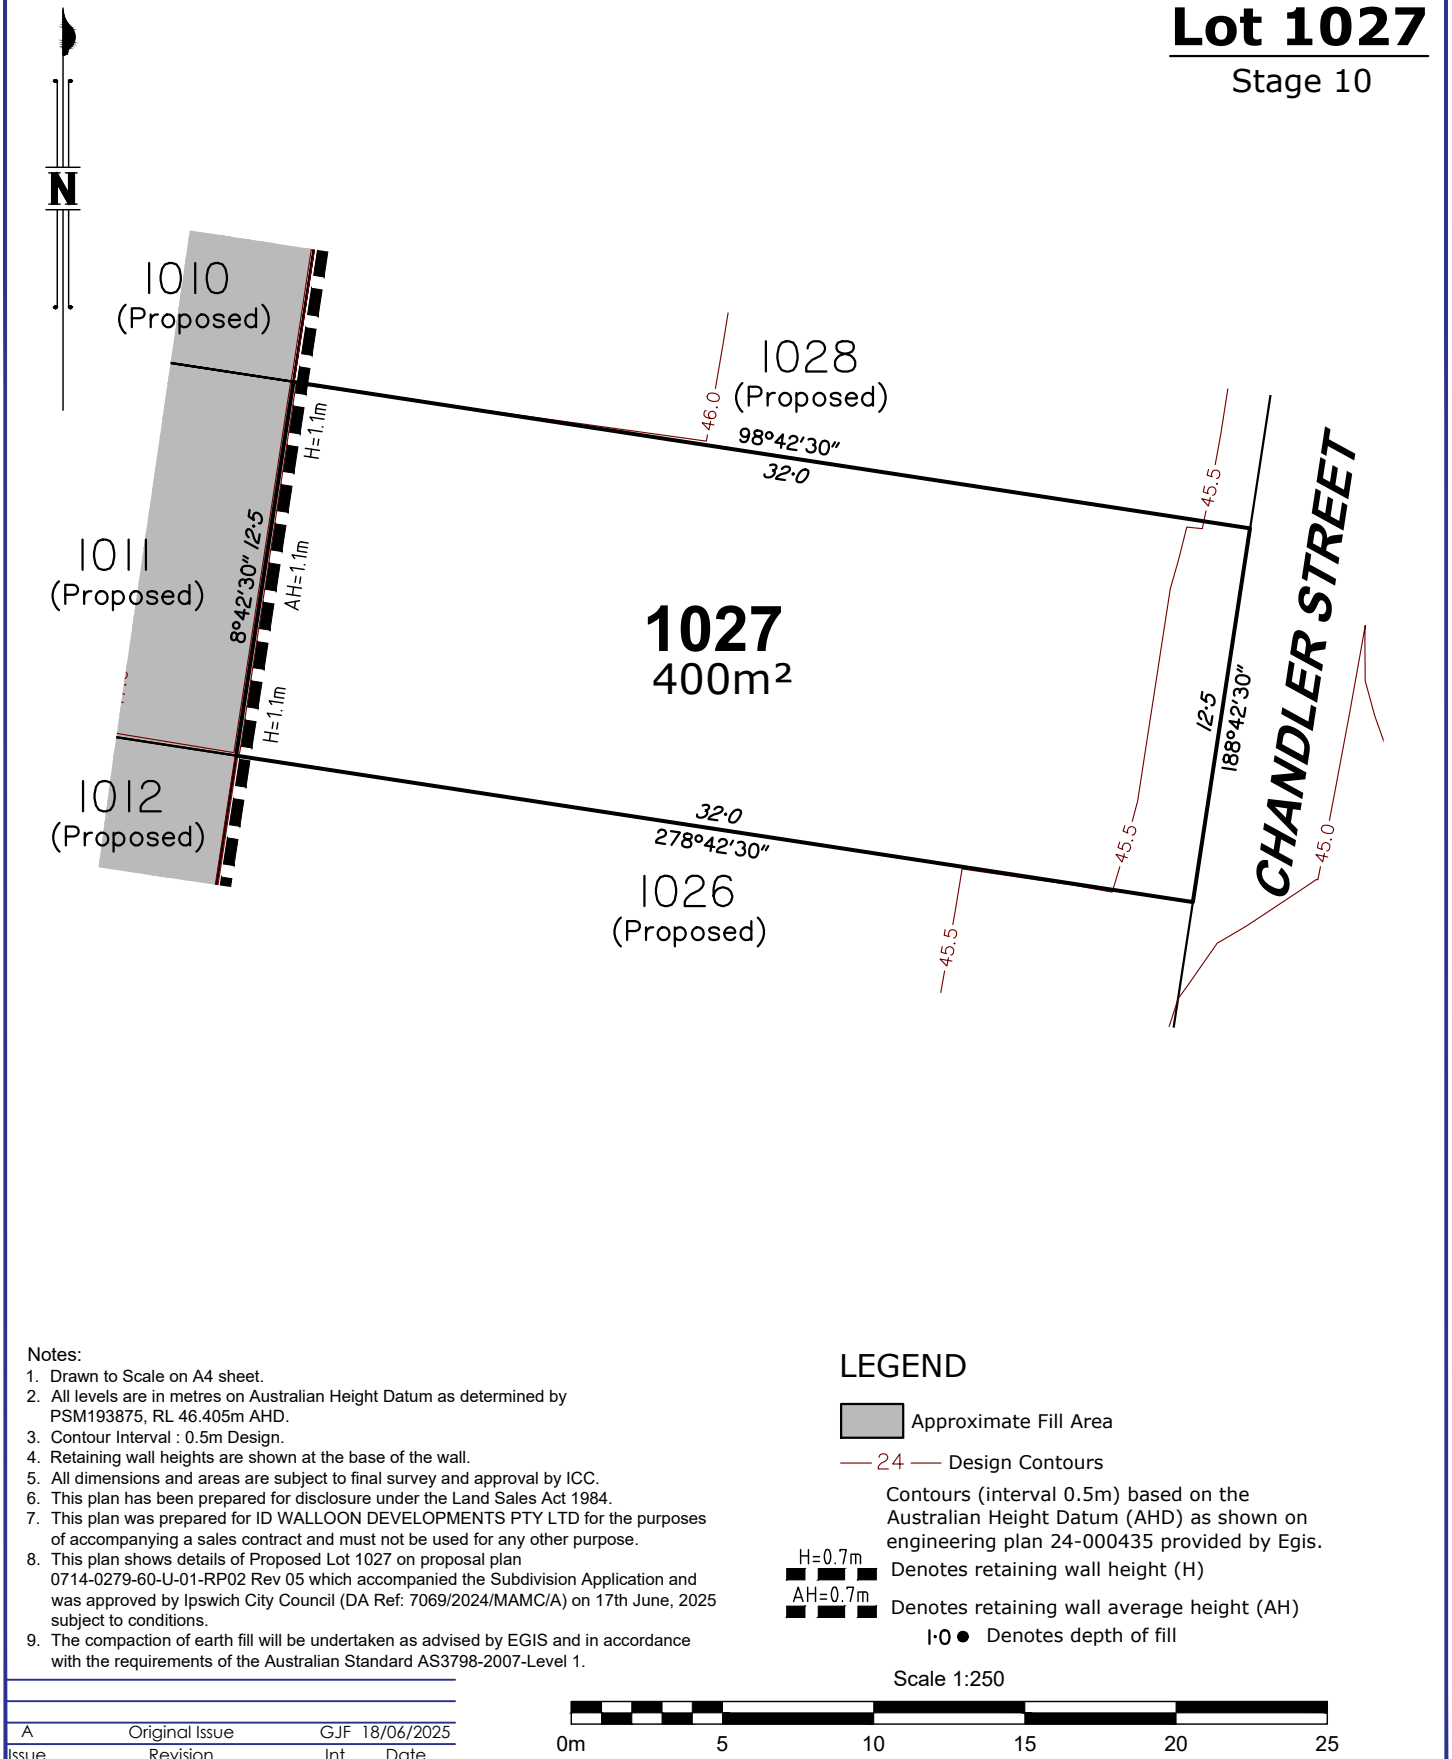 Lot 1027
Stage 10
N
1010
(Proposed)
1028
(Proposed)
46.0
98°42'30"
32·0
45.5
H=1.1m
CHANDLER STREET
8°42'30" 12·5
AH=1.1m
1011
(Proposed)
1027
400m²
12·5
188°42'30"
H=1.1m
1012
(Proposed)
32·0
278°42'30"
45.5
45.0
1026
(Proposed)
45.5
Notes:
1. Drawn to Scale on A4 sheet.
2. All levels are in metres on Australian Height Datum as determined by
PSM193875, RL 46.405m AHD.
3. Contour Interval : 0.5m Design.
4. Retaining wall heights are shown at the base of the wall.
5. All dimensions and areas are subject to final survey and approval by ICC.
6. This plan has been prepared for disclosure under the Land Sales Act 1984.
7. This plan was prepared for ID WALLOON DEVELOPMENTS PTY LTD for the purposes
of accompanying a sales contract and must not be used for any other purpose.
8. This plan shows details of Proposed Lot 1027 on proposal plan
0714-0279-60-U-01-RP02 Rev 05 which accompanied the Subdivision Application and
was approved by Ipswich City Council (DA Ref: 7069/2024/MAMC/A) on 17th June, 2025
subject to conditions.
9. The compaction of earth fill will be undertaken as advised by EGIS and in accordance
with the requirements of the Australian Standard AS3798-2007-Level 1.
LEGEND
Approximate Fill Area
24 Design Contours
Contours (interval 0.5m) based on the
Australian Height Datum (AHD) as shown on
engineering plan 24-000435 provided by Egis.
H=0.7m Denotes retaining wall height (H)
AH=0.7m Denotes retaining wall average height (AH)
1·0 Denotes depth of fill
Scale 1:250
0m 5 10 15 20 25
A Original Issue GJF 18/06/2025
Issue Revision Int Date